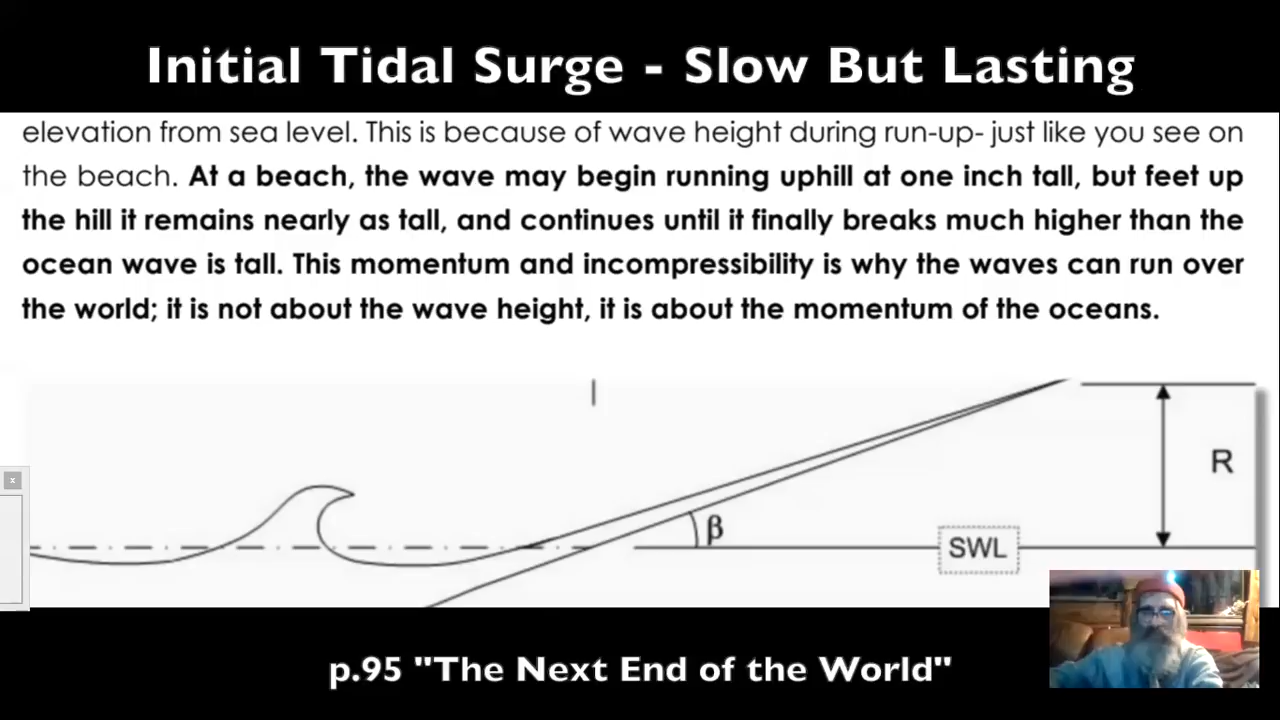 Initial Tidal Surge - Slow But Lasting
elevation from sea level. This is because of wave height during run-up- just like you see on
the beach. At a beach, the wave may begin running uphill at one inch tall, but feet up
the hill it remains nearly as tall, and continues until it finally breaks much higher than the
ocean wave is tall. This momentum and incompressibility is why the waves can run over
the world; it is not about the wave height, it is about the momentum of the oceans.
R
β
SWL
x
p.95 "The Next End of the World"